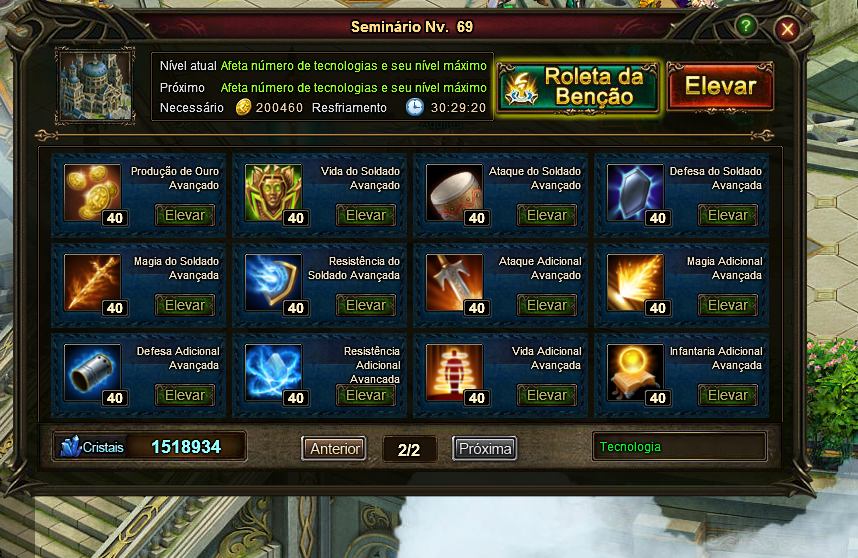 Seminário Nv. 69
?
Nível atual Afeta número de tecnologias e seu nível máximo
Próximo Afeta número de tecnologias e seu nível máximo
Necessário 200460 Resfriamento 30:29:20
Roleta da
Benção
Elevar
Produção de Ouro
Avançado
40
Elevar
Vida do Soldado
Avançado
40
Elevar
Ataque do Soldado
Avançado
40
Elevar
Defesa do Soldado
Avançada
40
Elevar
Magia do Soldado
Avançada
40
Elevar
Resistência do
Soldado Avançada
40
Elevar
Ataque Adicional
Avançado
40
Elevar
Magia Adicional
Avançada
40
Elevar
Defesa Adicional
Avançada
40
Elevar
Resistência
Adicional
Avancada
40
Elevar
Vida Adicional
Avançada
40
Elevar
Infantaria Adicional
Avançada
40
Elevar
Cristais 1518934
Anterior
2/2
Próxima
Tecnologia